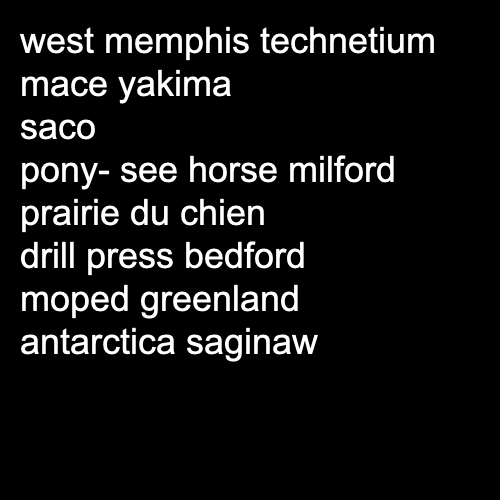 west memphis technetium
mace yakima
saco
pony- see horse milford
prairie du chien
drill press bedford
moped greenland
antarctica saginaw